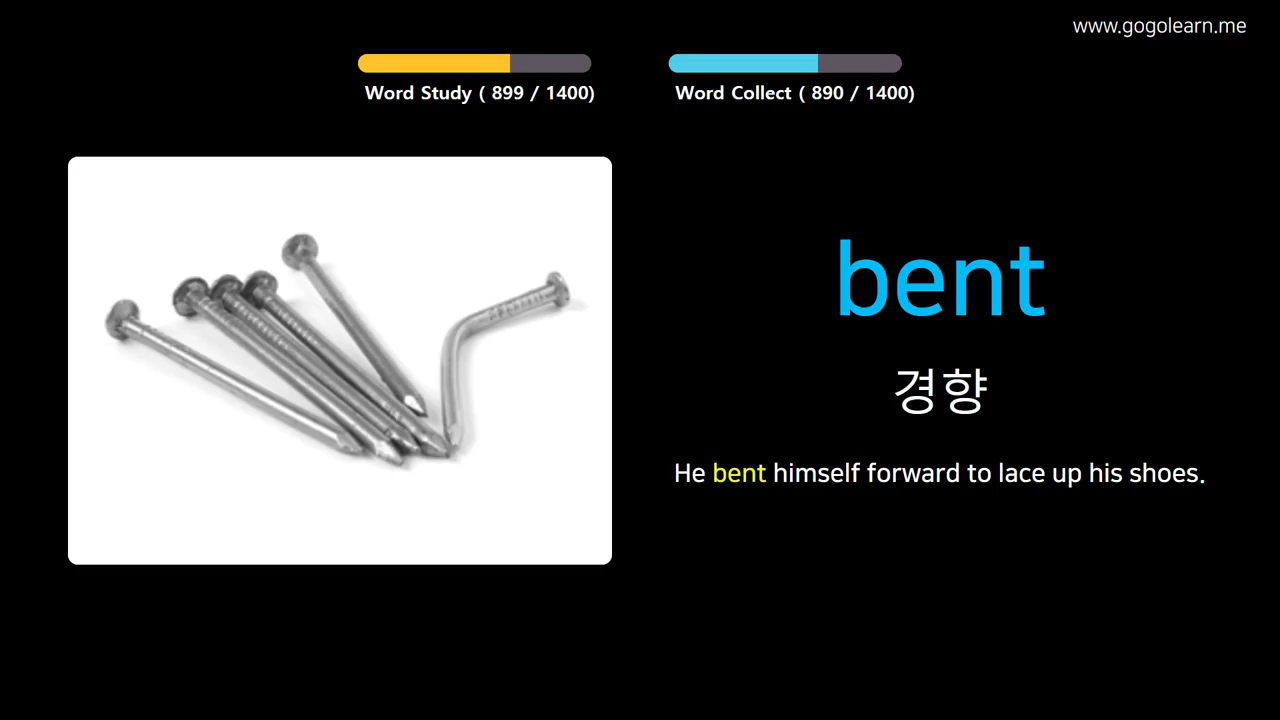 www.gogolearn.me
Word Study ( 899 / 1400)
Word Collect ( 890 / 1400)
bent
경향
He bent himself forward to lace up his shoes.